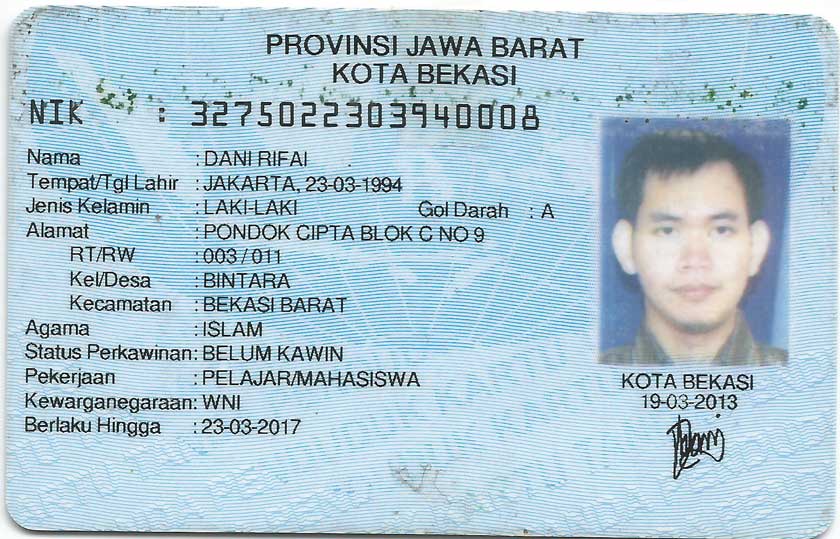 PROVINSI JAWA BARAT
KOTA BEKASI
NIK : 3275022303940008
Nama : DANI RIFAI
Tempat/Tgl Lahir : JAKARTA, 23-03-1994
Jenis Kelamin : LAKI-LAKI Gol Darah : A
Alamat : PONDOK CIPTA BLOK C NO 9
RT/RW : 003 / 011
Kel/Desa : BINTARA
Kecamatan : BEKASI BARAT
Agama : ISLAM
Status Perkawinan: BELUM KAWIN
Pekerjaan : PELAJAR/MAHASISWA
Kewarganegaraan: WNI
Berlaku Hingga : 23-03-2017
KOTA BEKASI
19-03-2013